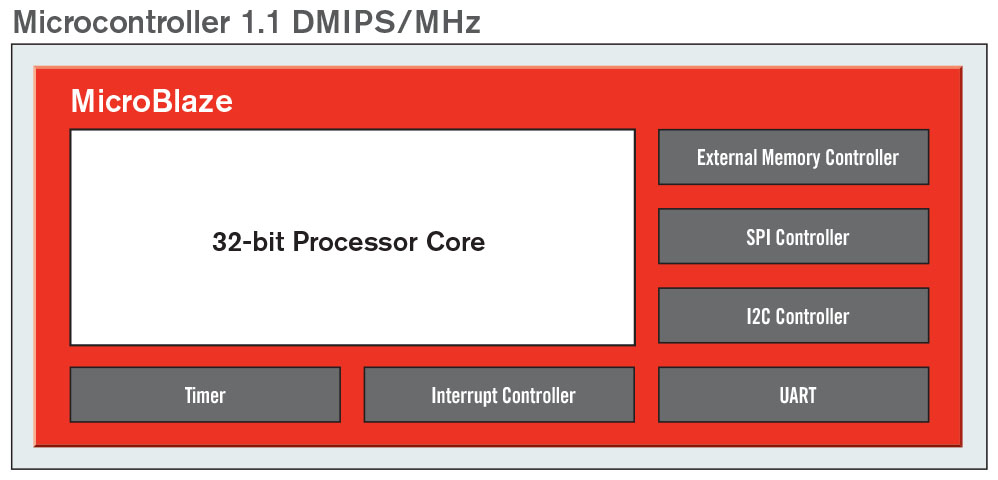 Microcontroller 1.1 DMIPS/MHz
MicroBlaze
32-bit Processor Core
External Memory Controller
SPI Controller
I2C Controller
Timer
Interrupt Controller
UART